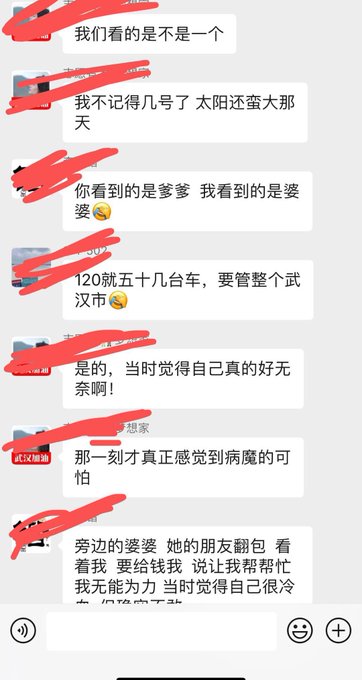 我们看的是不是一个
我不记得几号了 太阳还蛮大那
天
你看到的是爹爹 我看到的是婆
婆
120就五十几台车，要管整个武
汉市
是的，当时觉得自己真的好无
奈啊！
梦想家
武汉加油
那一刻才真正感觉到病魔的可
怕
旁边的婆婆 她的朋友翻包 看
着我 要给钱我 说让我帮帮忙
我无能为力 当时觉得自己很冷